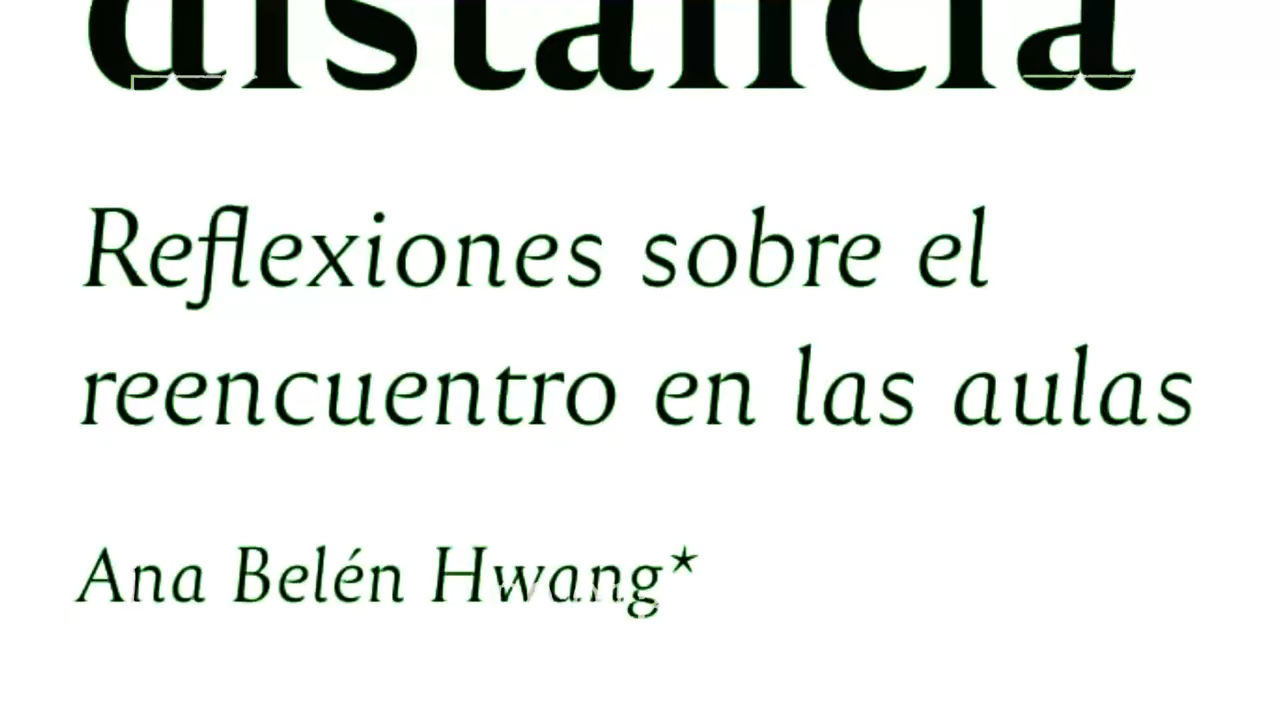 distancia
Reflexiones sobre el
reencuentro en las aulas
Ana Belén Hwang*